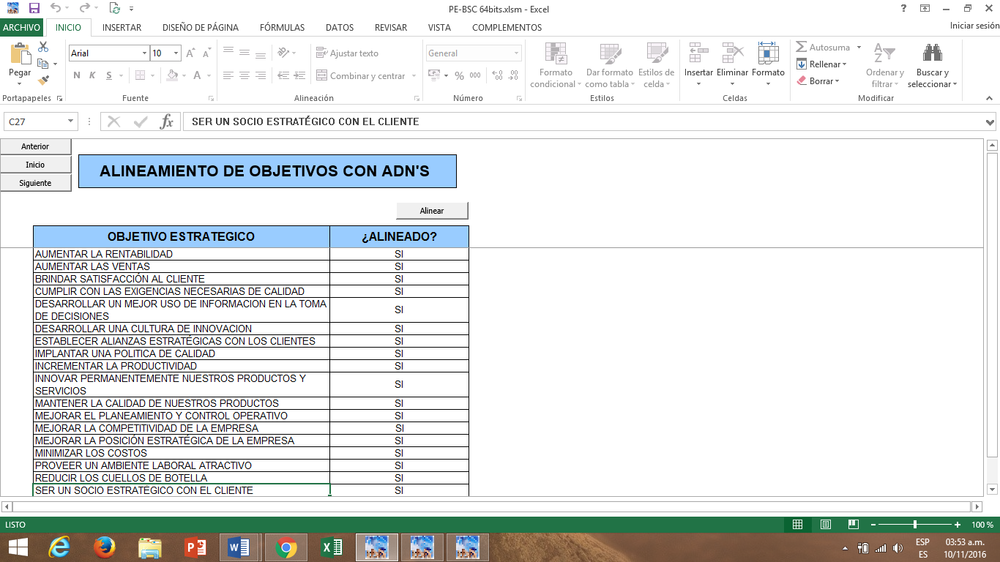 PE-BSC 64bits.xlsm - Excel
ARCHIVO INICIO INSERTAR DISEÑO DE PÁGINA FÓRMULAS DATOS REVISAR VISTA COMPLEMENTOS Iniciar sesión
Pegar
Arial 10
N K S A
Ajustar texto
Combinar y centrar
General
% 000
Formato condicional
Dar formato como tabla
Estilos de celda
Insertar Eliminar Formato
Autosuma
Rellenar
Borrar
Ordenar y filtrar
Buscar y seleccionar
Portapapeles Fuente Alineación Número Estilos Celdas Modificar
C27 fx SER UN SOCIO ESTRATÉGICO CON EL CLIENTE
Anterior
Inicio
Siguiente
ALINEAMIENTO DE OBJETIVOS CON ADN'S
Alinear
OBJETIVO ESTRATEGICO ¿ALINEADO?
AUMENTAR LA RENTABILIDAD SI
AUMENTAR LAS VENTAS SI
BRINDAR SATISFACCIÓN AL CLIENTE SI
CUMPLIR CON LAS EXIGENCIAS NECESARIAS DE CALIDAD SI
DESARROLLAR UN MEJOR USO DE INFORMACION EN LA TOMA
DE DECISIONES SI
DESARROLLAR UNA CULTURA DE INNOVACION SI
ESTABLECER ALIANZAS ESTRATÉGICAS CON LOS CLIENTES SI
IMPLANTAR UNA POLITICA DE CALIDAD SI
INCREMENTAR LA PRODUCTIVIDAD SI
INNOVAR PERMANENTEMENTE NUESTROS PRODUCTOS Y
SERVICIOS SI
MANTENER LA CALIDAD DE NUESTROS PRODUCTOS SI
MEJORAR EL PLANEAMIENTO Y CONTROL OPERATIVO SI
MEJORAR LA COMPETITIVIDAD DE LA EMPRESA SI
MEJORAR LA POSICIÓN ESTRATÉGICA DE LA EMPRESA SI
MINIMIZAR LOS COSTOS SI
PROVEER UN AMBIENTE LABORAL ATRACTIVO SI
REDUCIR LOS CUELLOS DE BOTELLA SI
SER UN SOCIO ESTRATÉGICO CON EL CLIENTE SI
LISTO 100 %
ESP 03:53 a.m.
ES 10/11/2016